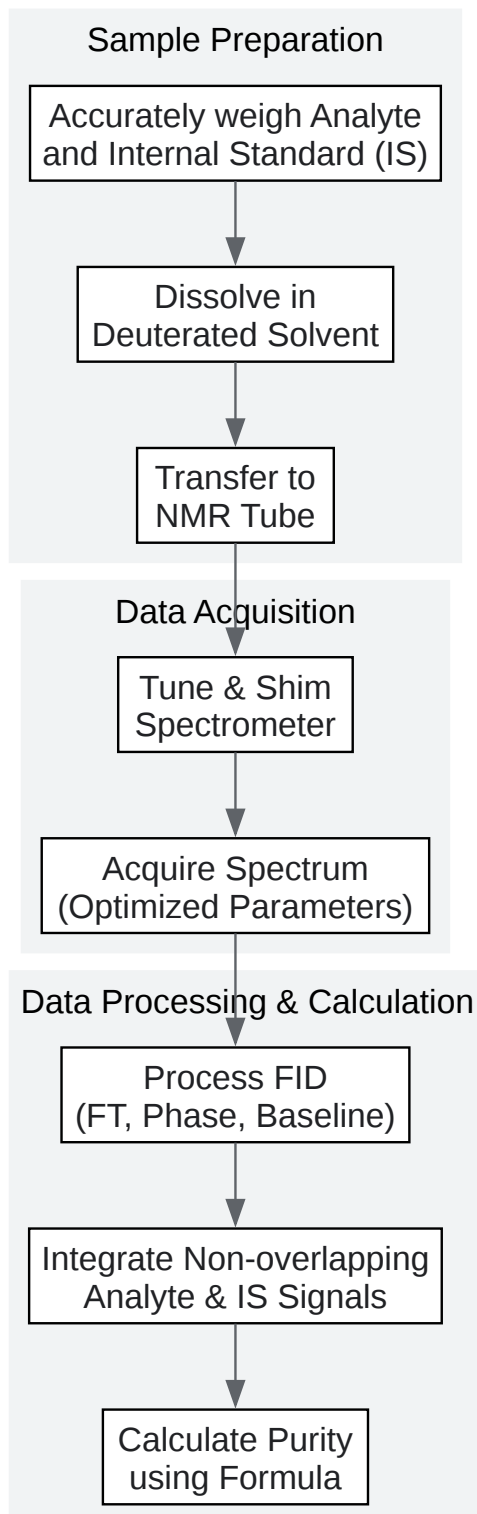 Sample Preparation
Accurately weigh Analyte
and Internal Standard (IS)
Dissolve in
Deuterated Solvent
Transfer to
NMR Tube
Data Acquisition
Tune & Shim
Spectrometer
Acquire Spectrum
(Optimized Parameters)
Data Processing & Calculation
Process FID
(FT, Phase, Baseline)
Integrate Non-overlapping
Analyte & IS Signals
Calculate Purity
using Formula